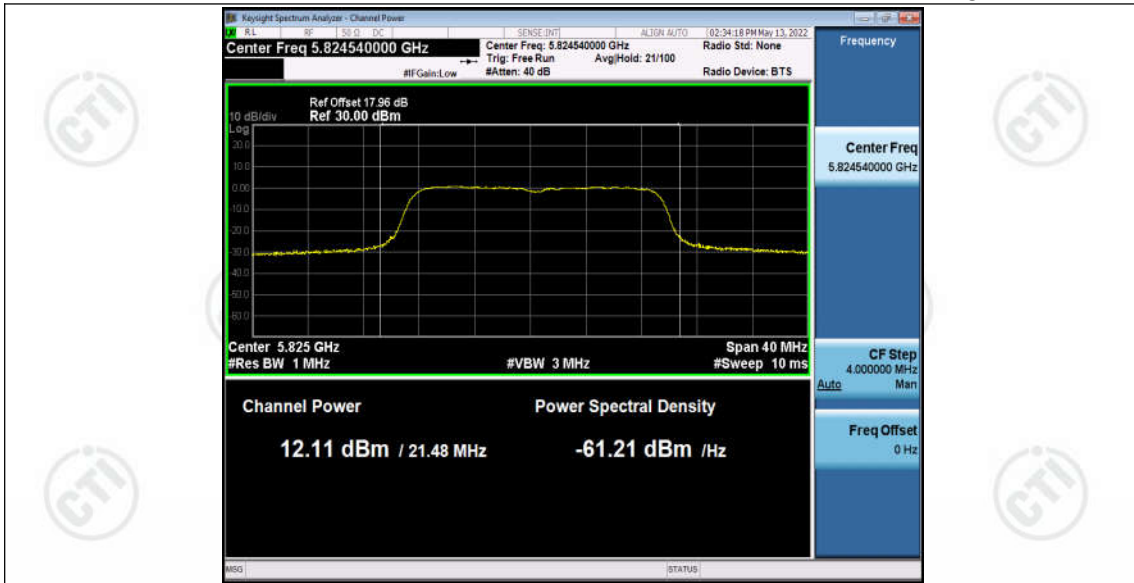 Keysight Spectrum Analyzer - Channel Power
RL RF 50 Ω DC SENSE:INT ALIGN AUTO 02:34:18 PM May 13, 2022
Center Freq 5.824540000 GHz
Center Freq: 5.824540000 GHz Radio Std: None
Trig: Free Run Avg|Hold: 21/100
#IFGain:Low #Atten: 40 dB Radio Device: BTS
Frequency
Ref Offset 17.96 dB
10 dB/div Ref 30.00 dBm
Log
20.0
10.0
0.00
-10.0
-20.0
-30.0
-40.0
-50.0
-60.0
Center 5.825 GHz Span 40 MHz
#Res BW 1 MHz #VBW 3 MHz #Sweep 10 ms
Channel Power Power Spectral Density
12.11 dBm / 21.48 MHz -61.21 dBm /Hz
Center Freq
5.824540000 GHz
CF Step
4.000000 MHz
Auto Man
Freq Offset
0 Hz
MSG STATUS
CTI
CTI
CTI
CTI